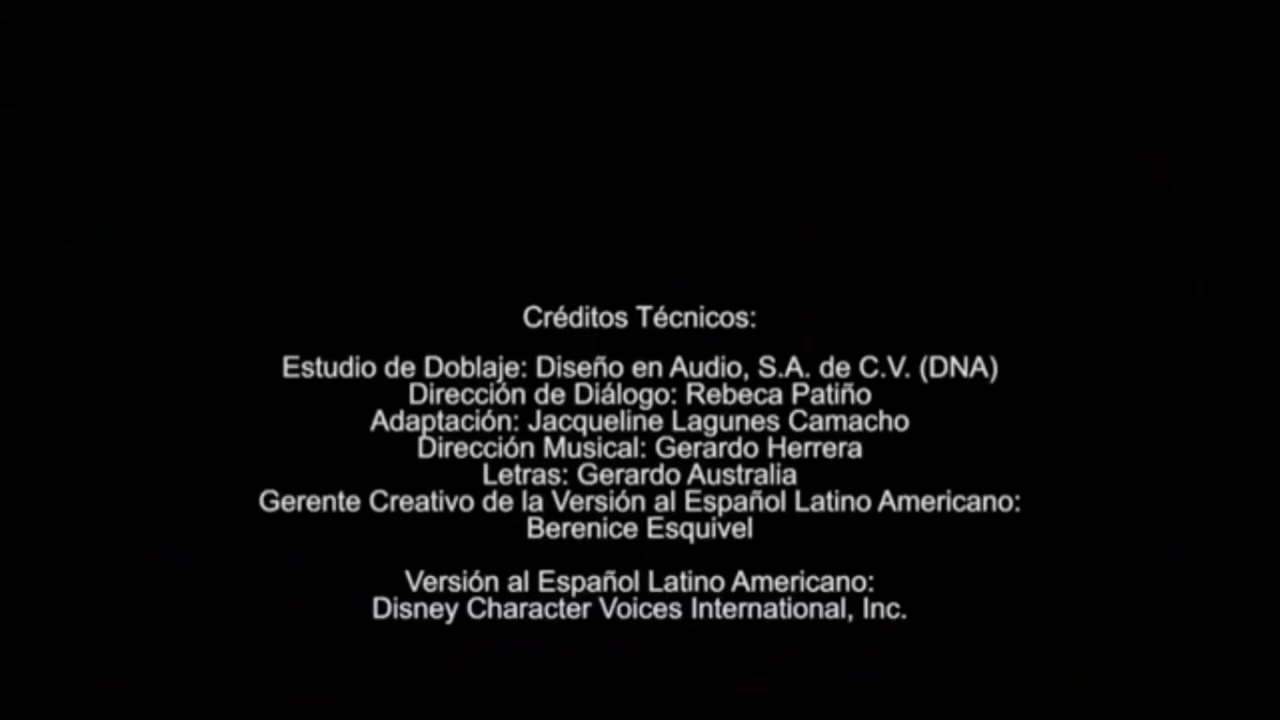 Créditos Técnicos:
Estudio de Doblaje: Diseño en Audio, S.A. de C.V. (DNA)
Dirección de Diálogo: Rebeca Patiño
Adaptación: Jacqueline Lagunes Camacho
Dirección Musical: Gerardo Herrera
Letras: Gerardo Australia
Gerente Creativo de la Versión al Español Latino Americano:
Berenice Esquivel
Versión al Español Latino Americano:
Disney Character Voices International, Inc.